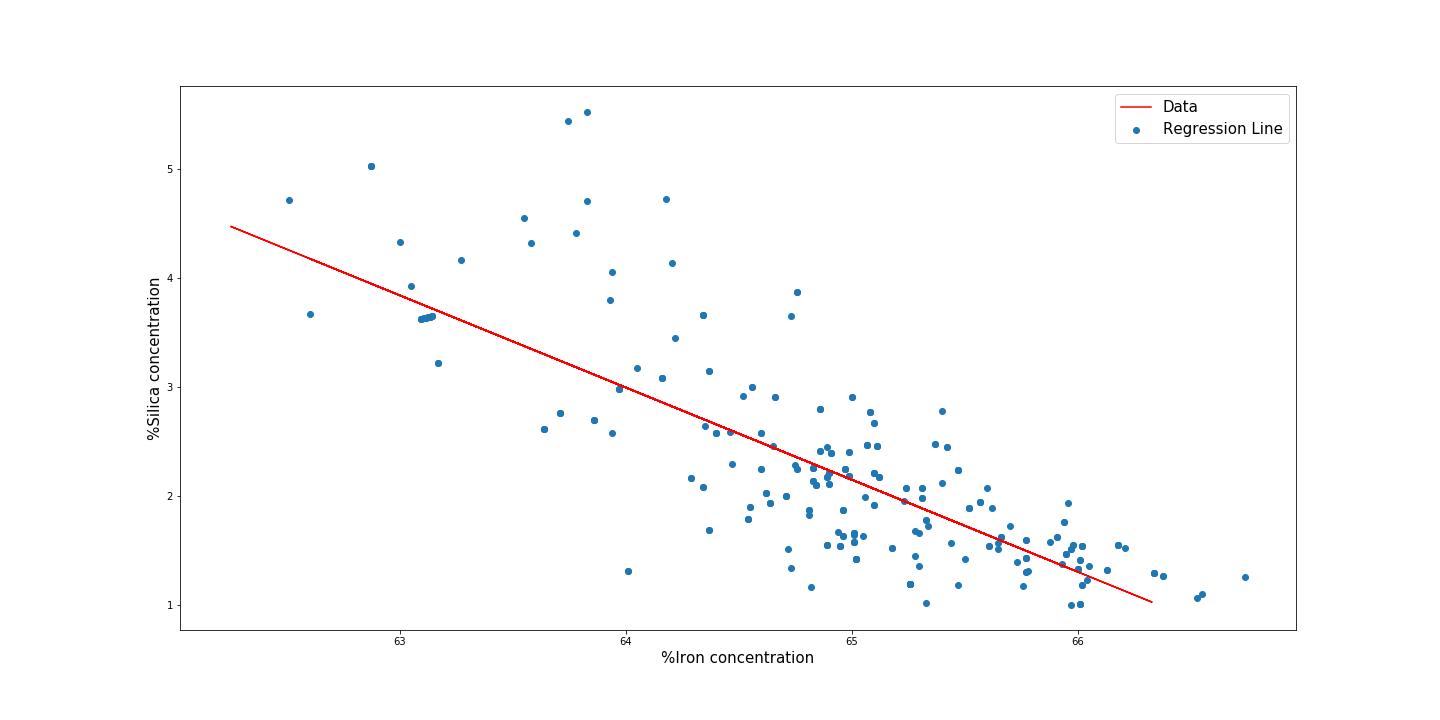 Data
Regression Line
%Silica concentration
5
4
3
2
1
63 64 65 66
%Iron concentration